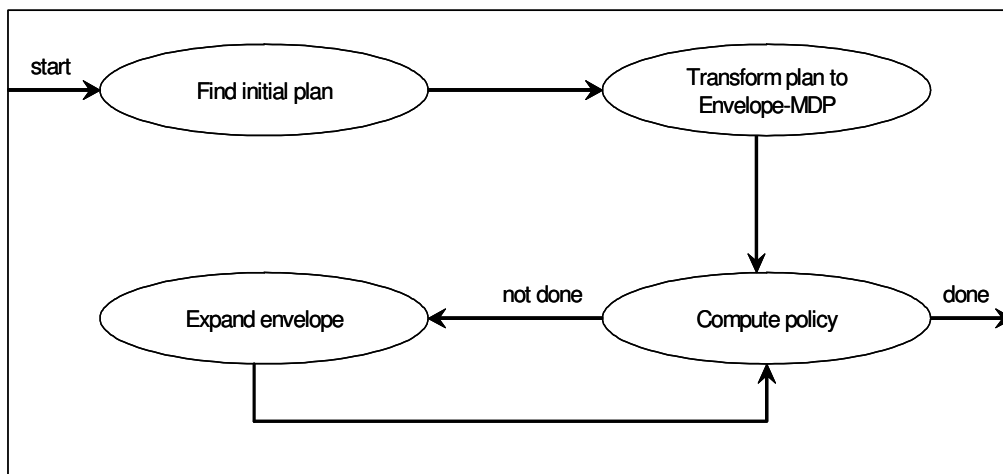 start
Find initial plan
Transform plan to
Envelope-MDP
not done
done
Expand envelope
Compute policy